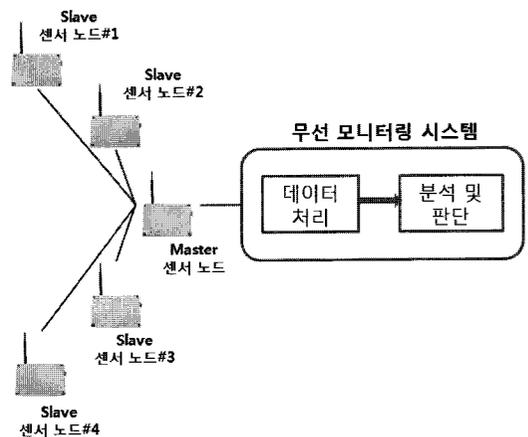 Slave
센서 노드#1
Slave
센서 노드#2
무선 모니터링 시스템
데이터
처리
분석 및
판단
Master
센서 노드
Slave
센서 노드#3
Slave
센서 노드#4